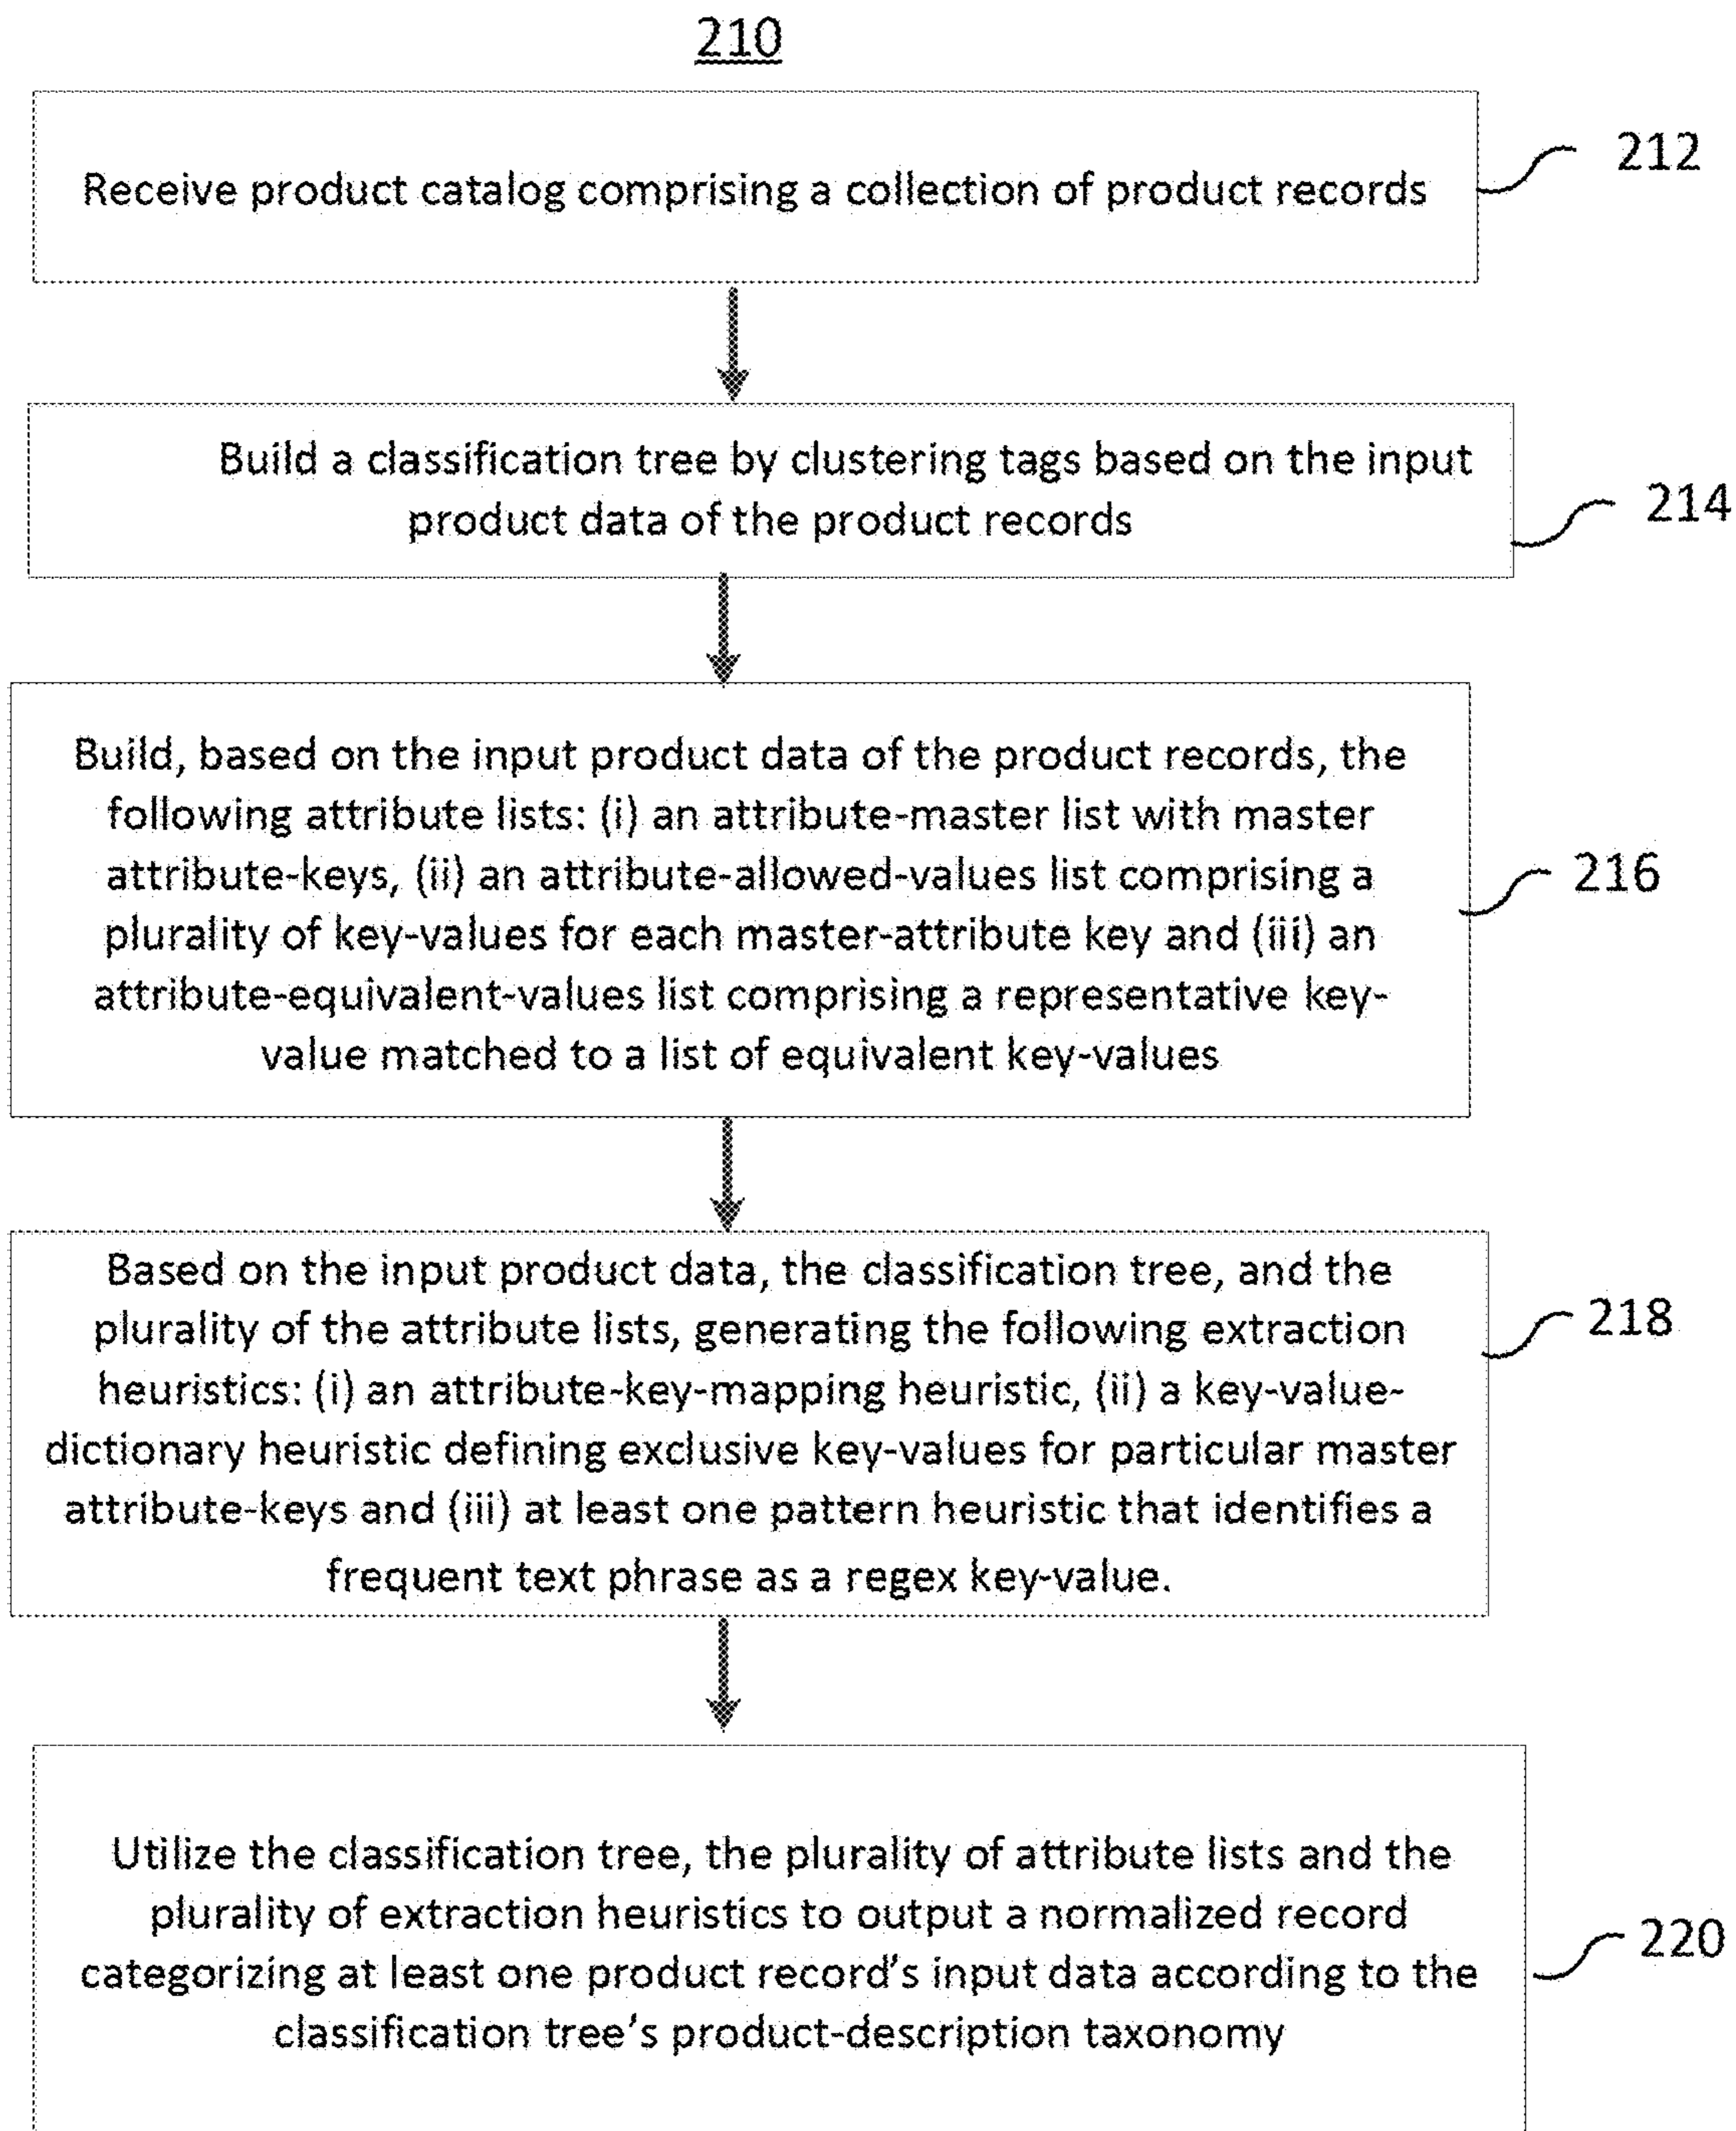 210
Receive product catalog comprising a collection of product records
212
Build a classification tree by clustering tags based on the input
product data of the product records
214
Build, based on the input product data of the product records, the
following attribute lists: (i) an attribute-master list with master
attribute-keys, (ii) an attribute-allowed-values list comprising a
plurality of key-values for each master-attribute key and (iii) an
attribute-equivalent-values list comprising a representative key-
value matched to a list of equivalent key-values
216
Based on the input product data, the classification tree, and the
plurality of the attribute lists, generating the following extraction
heuristics: (i) an attribute-key-mapping heuristic, (ii) a key-value-
dictionary heuristic defining exclusive key-values for particular master
attribute-keys and (iii) at least one pattern heuristic that identifies a
frequent text phrase as a regex key-value.
218
Utilize the classification tree, the plurality of attribute lists and the
plurality of extraction heuristics to output a normalized record
categorizing at least one product record's input data according to the
classification tree's product-description taxonomy
220